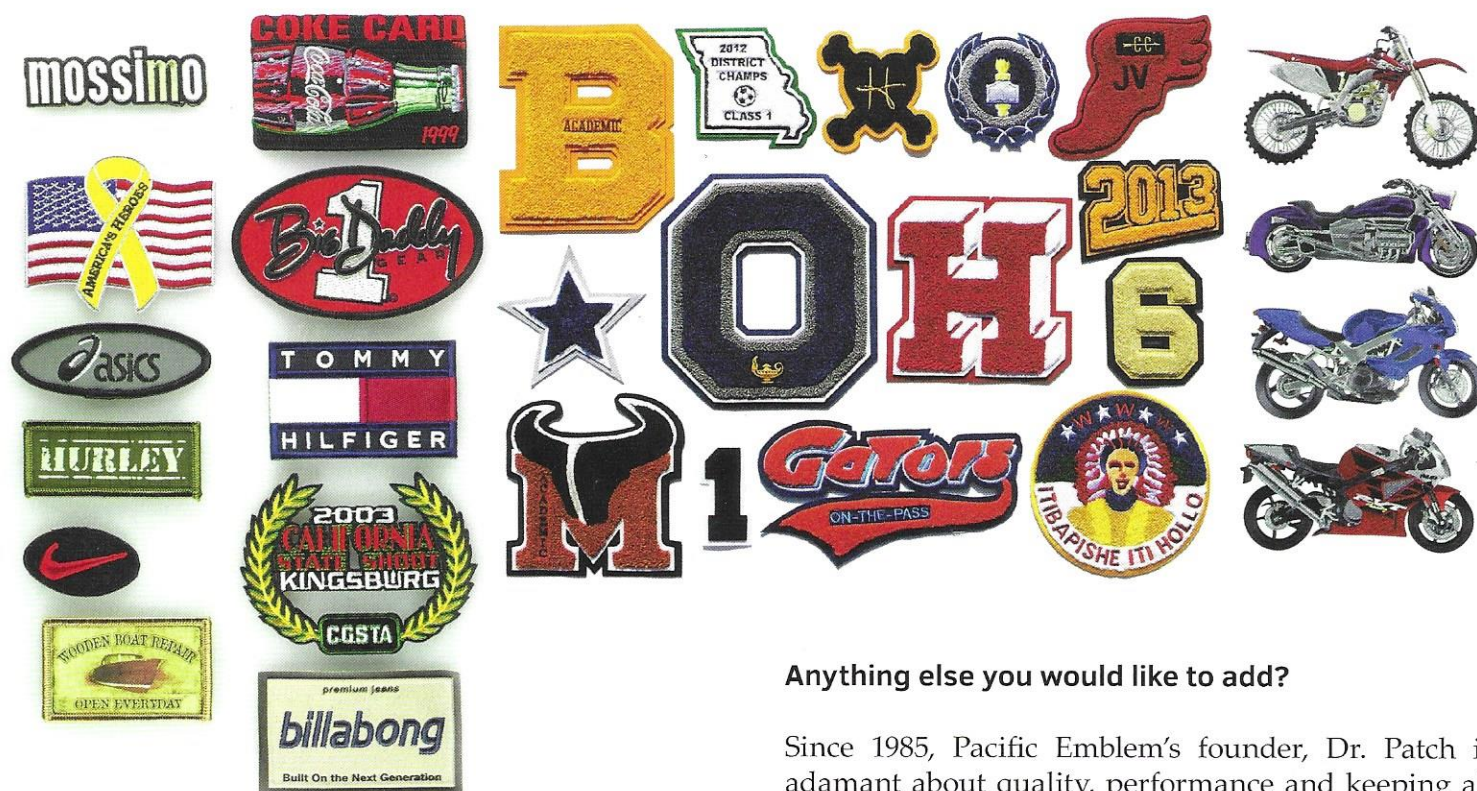 mossimo
AMERICA'S HEROES
asics
HURLEY
WOODEN BOAT REPAIR
OPEN EVERYDAY
COKE CARD
Coca-Cola
1999
1
Big Daddy
GEAR
TOMMY
HILFIGER
2003
CALIFORNIA
STATE SHOOT
KINGSBURG
CGSTA
premium jeans
billabong
Built On the Next Generation
B
ACADEMIC
2012
DISTRICT
CHAMPS
CLASS 1
H
CC
JV
2013
O
H
6
M
ACADEMIC
1
GaTors
ON-THE-PASS
W W W
ITIBAPISHE ITI HOLLO
Anything else you would like to add?
Since 1985, Pacific Emblem's founder, Dr. Patch i
adamant about quality, performance and keeping a